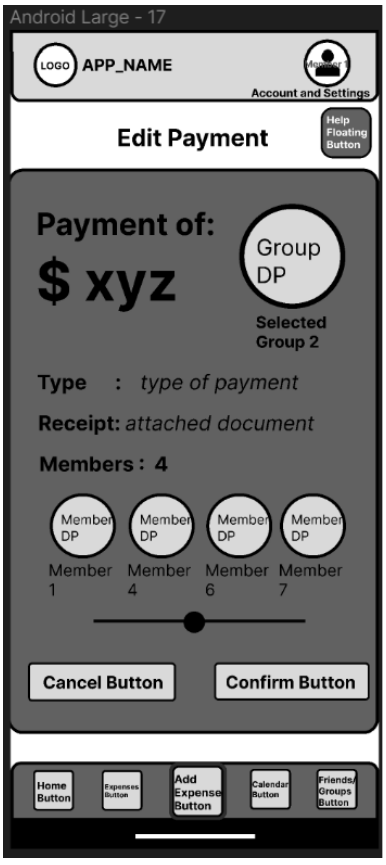 Android Large - 17
LOGO
APP_NAME
Member 1
Account and Settings
Edit Payment
Help
Floating
Button
Payment of:
$ xyz
Group
DP
Selected
Group 2
Type : type of payment
Receipt: attached document
Members : 4
Member
DP
Member
DP
Member
DP
Member
DP
Member
1
Member
4
Member
6
Member
7
Cancel Button
Confirm Button
Home
Button
Expenses
Button
Add
Expense
Button
Calendar
Button
Friends/
Groups
Button